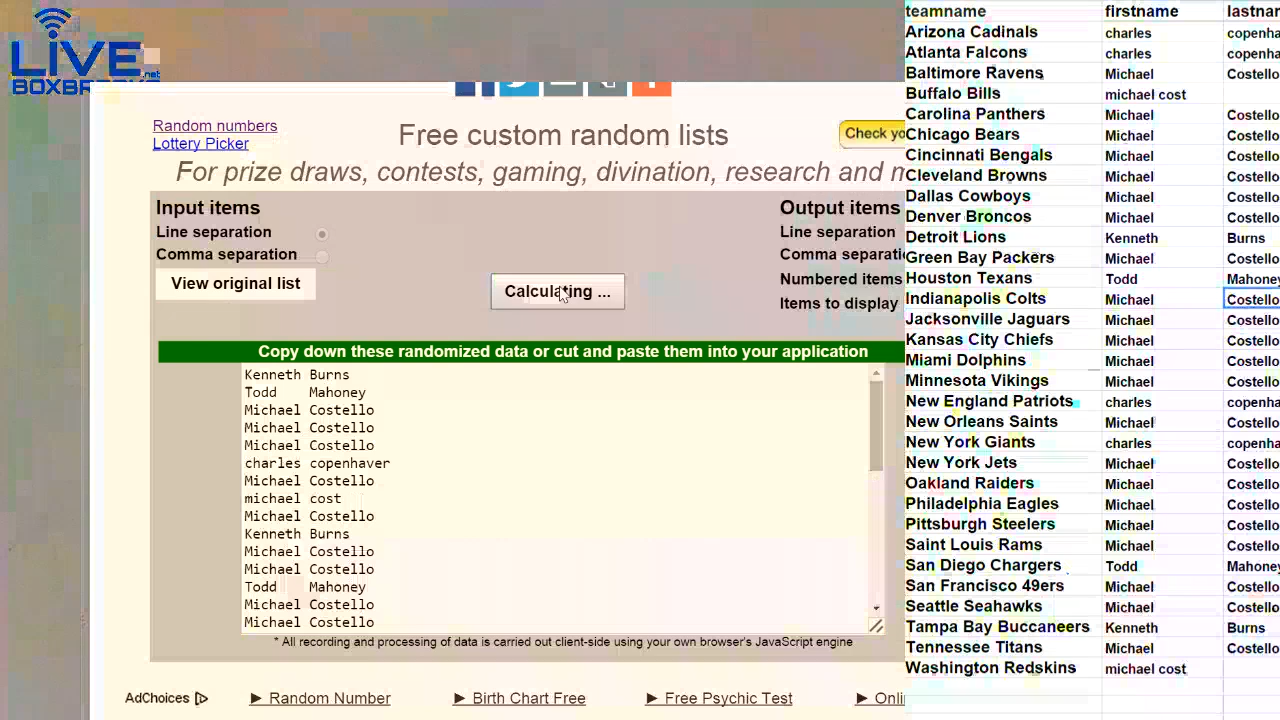 LIVE
BOXBREAKS
.net
Random numbers
Lottery Picker
Free custom random lists
Check yo
For prize draws, contests, gaming, divination, research and m
Input items
Output items
Line separation
Line separation
Comma separation
Comma separati
View original list
Calculating ...
Numbered items
Items to display
Copy down these randomized data or cut and paste them into your application
Kenneth Burns
Todd Mahoney
Michael Costello
Michael Costello
Michael Costello
charles copenhaver
Michael Costello
michael cost
Michael Costello
Kenneth Burns
Michael Costello
Michael Costello
Todd Mahoney
Michael Costello
Michael Costello
* All recording and processing of data is carried out client-side using your own browser's JavaScript engine
AdChoices
► Random Number
► Birth Chart Free
► Free Psychic Test
► Onli
teamname firstname lastnar
Arizona Cadinals charles copenha
Atlanta Falcons charles copenha
Baltimore Ravens Michael Costello
Buffalo Bills michael cost
Carolina Panthers Michael Costello
Chicago Bears Michael Costello
Cincinnati Bengals Michael Costello
Cleveland Browns Michael Costello
Dallas Cowboys Michael Costello
Denver Broncos Michael Costello
Detroit Lions Kenneth Burns
Green Bay Packers Michael Costello
Houston Texans Todd Mahoney
Indianapolis Colts Michael Costello
Jacksonville Jaguars Michael Costello
Kansas City Chiefs Michael Costello
Miami Dolphins Michael Costello
Minnesota Vikings Michael Costello
New England Patriots charles copenha
New Orleans Saints Michael Costello
New York Giants charles copenha
New York Jets Michael Costello
Oakland Raiders Michael Costello
Philadelphia Eagles Michael Costello
Pittsburgh Steelers Michael Costello
Saint Louis Rams Michael Costello
San Diego Chargers Todd Mahoney
San Francisco 49ers Michael Costello
Seattle Seahawks Michael Costello
Tampa Bay Buccaneers Kenneth Burns
Tennessee Titans Michael Costello
Washington Redskins michael cost